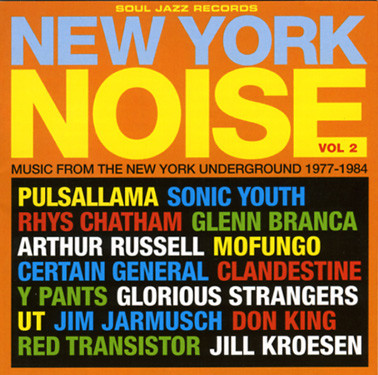 SOUL JAZZ RECORDS
NEW YORK
NOISE
VOL 2
MUSIC FROM THE NEW YORK UNDERGROUND 1977-1984
PULSALLAMA SONIC YOUTH
RHYS CHATHAM GLENN BRANCA
ARTHUR RUSSELL MOFUNGO
CERTAIN GENERAL CLANDESTINE
Y PANTS GLORIOUS STRANGERS
UT JIM JARMUSCH DON KING
RED TRANSISTOR JILL KROESEN